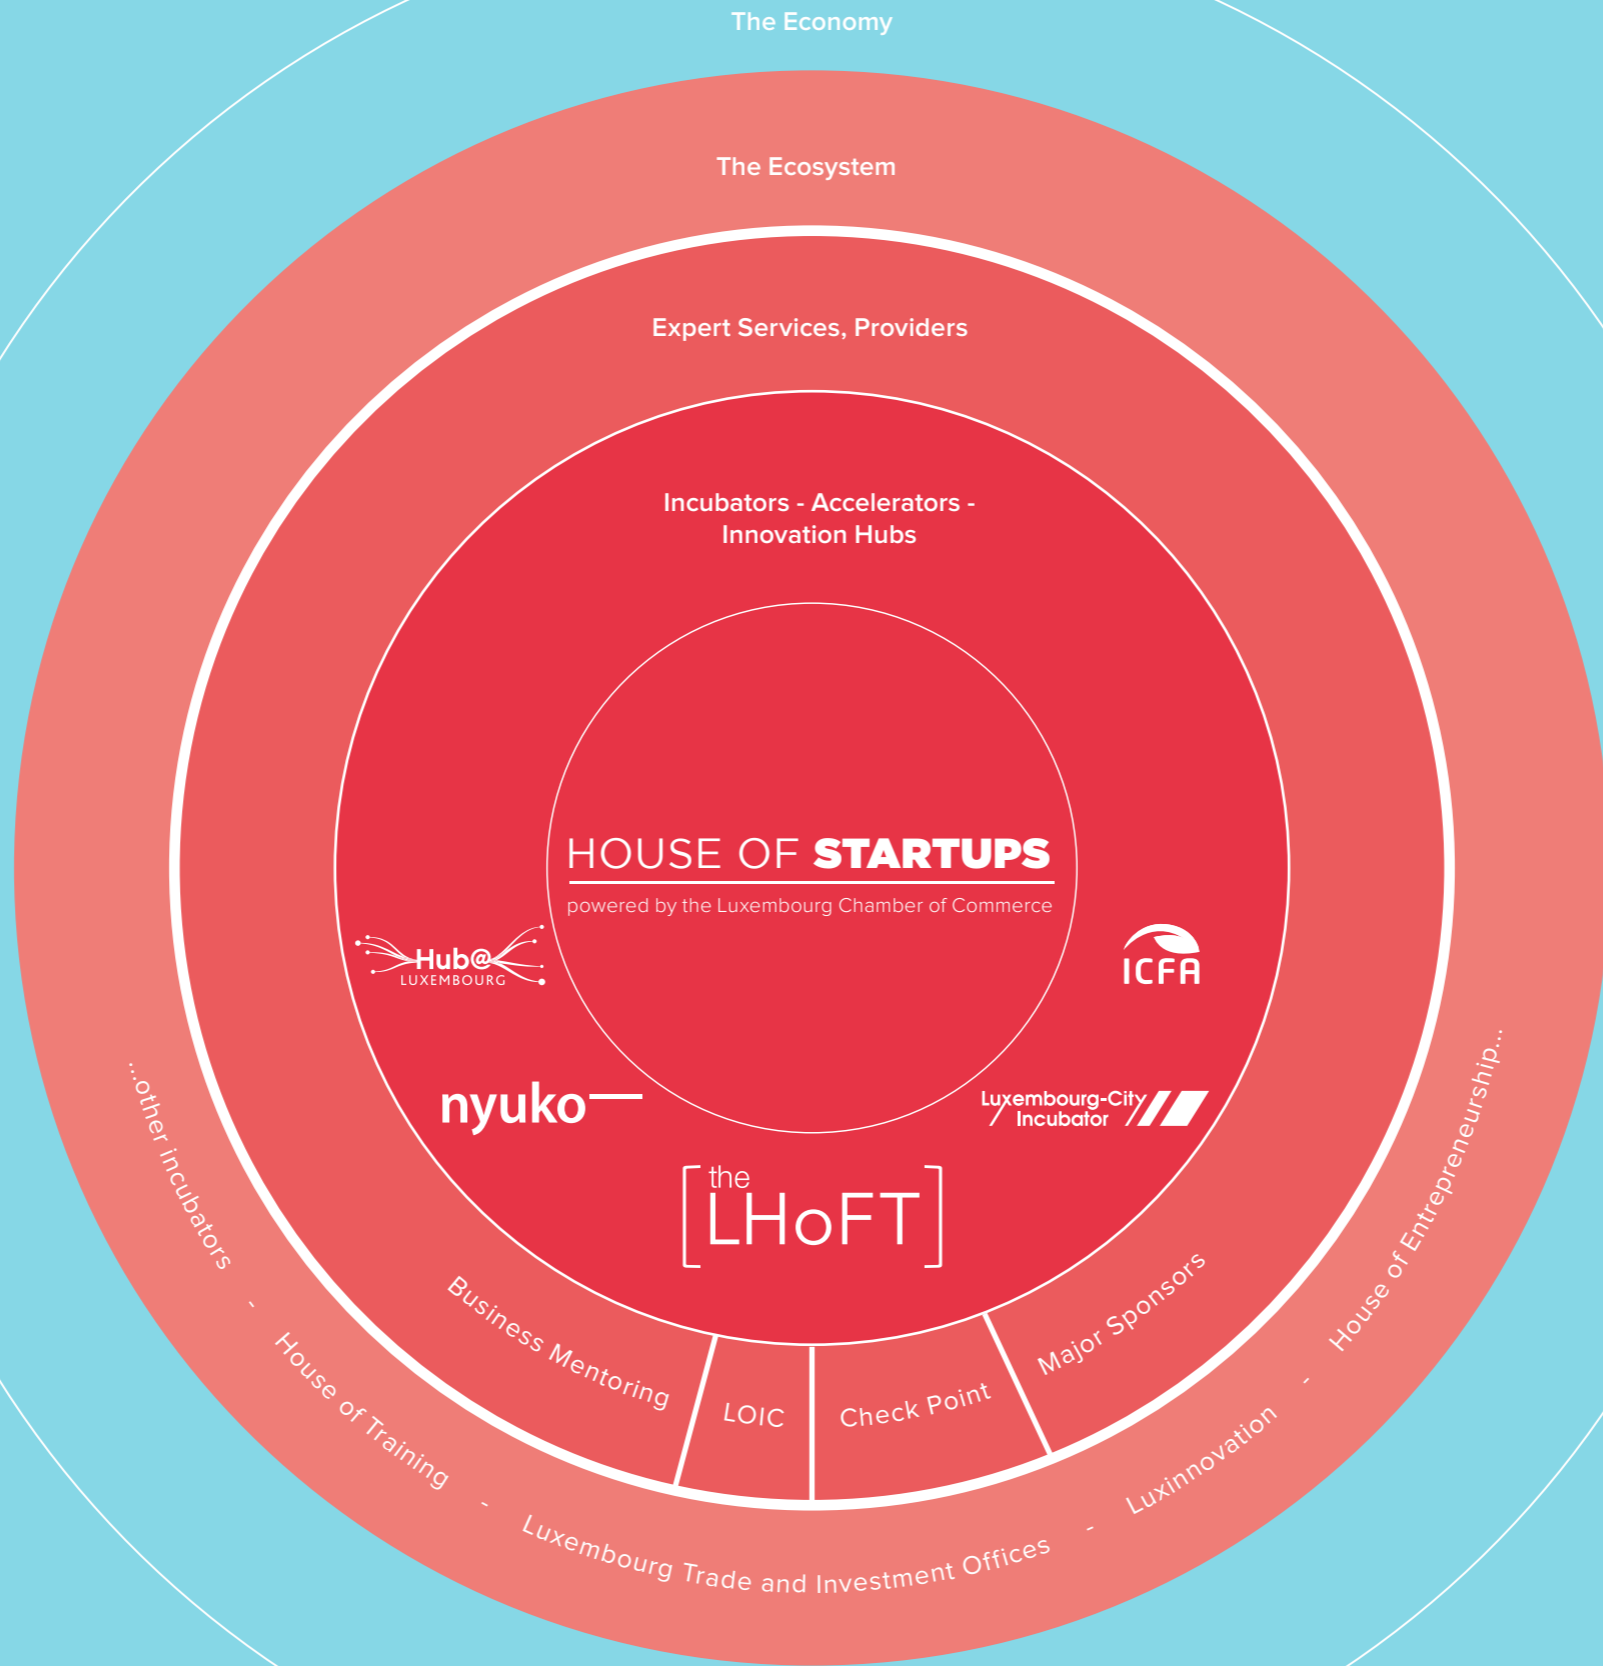 The Economy
The Ecosystem
Expert Services, Providers
Incubators - Accelerators -
Innovation Hubs
HOUSE OF STARTUPS
powered by the Luxembourg Chamber of Commerce
Hub@
LUXEMBOURG
ICFA
nyuko
Luxembourg-City
Incubator
the
LHoFT
Business Mentoring
LOIC
Check Point
Major Sponsors
...other incubators - House of Training - Luxembourg Trade and Investment Offices - Luxinnovation - House of Entrepreneurship...